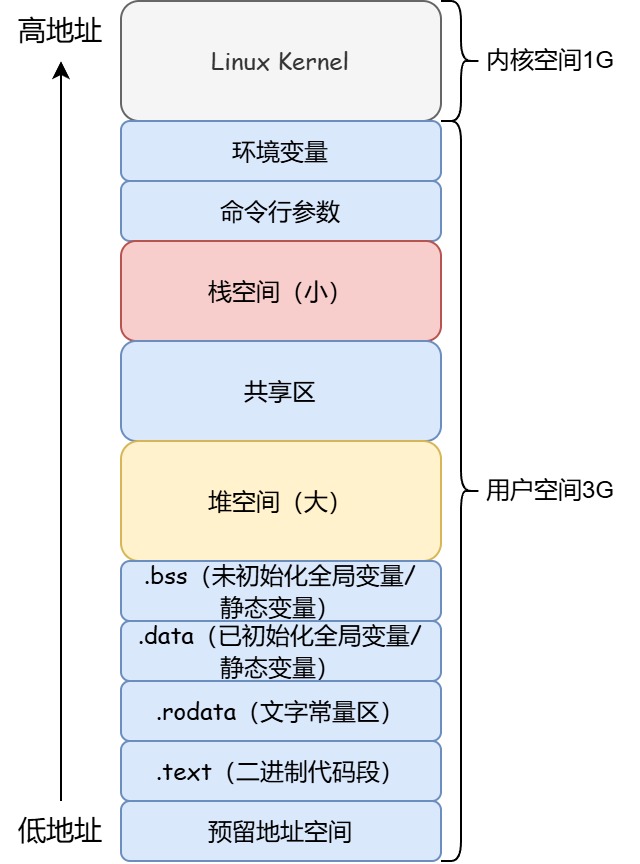 高地址
Linux Kernel
内核空间1G
环境变量
命令行参数
栈空间（小）
共享区
堆空间（大）
用户空间3G
.bss（未初始化全局变量/
静态变量）
.data（已初始化全局变量/
静态变量）
.rodata（文字常量区）
.text（二进制代码段）
低地址
预留地址空间